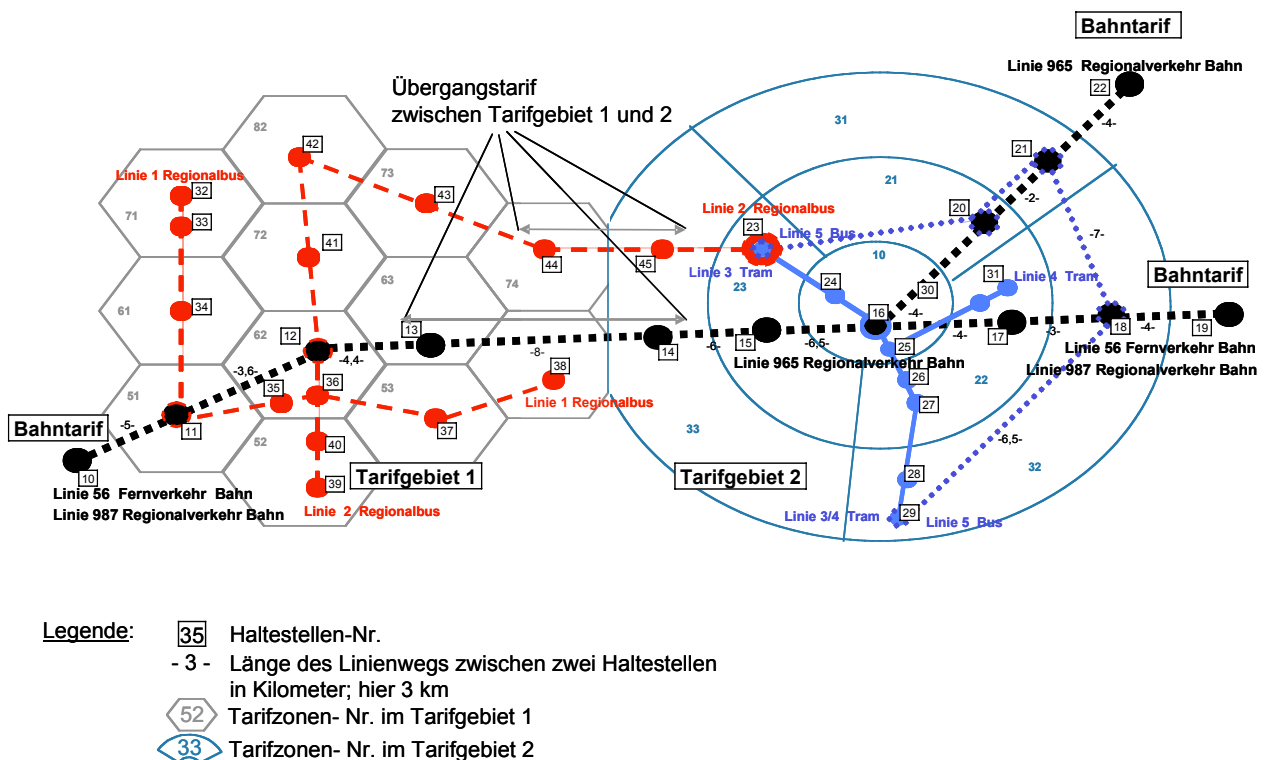 Bahntarif
Linie 965 Regionalverkehr Bahn
22
-4-
Übergangstarif
zwischen Tarifgebiet 1 und 2
82
42
31
21
73
43
21
Linie 1 Regionalbus
32
71
33
-2-
20
Linie 2 Regionalbus
23
Linie 5 Bus
-7-
72
41
44
45
10
Linie 3 Tram
23
31
Linie 4 Tram
Bahntarif
63
74
24
30
61
34
16
-4-
62
12
13
-4,4-
14
-6-
15
-6,5-
-4-
17
-3-
18
-4-
19
Linie 56 Fernverkehr Bahn
Linie 965 Regionalverkehr Bahn
25
Linie 987 Regionalverkehr Bahn
-8-
38
-3,6-
35
36
53
26
22
51
Linie 1 Regionalbus
27
Bahntarif
-5-
11
37
33
52
40
-6,5-
10
Tarifgebiet 1
Tarifgebiet 2
28
32
39
Linie 56 Fernverkehr Bahn
Linie 987 Regionalverkehr Bahn
Linie 2 Regionalbus
Linie 3/4 Tram
29
Linie 5 Bus
Legende:
35 Haltestellen-Nr.
- 3 - Länge des Linienwegs zwischen zwei Haltestellen
in Kilometer; hier 3 km
52 Tarifzonen- Nr. im Tarifgebiet 1
33 Tarifzonen- Nr. im Tarifgebiet 2